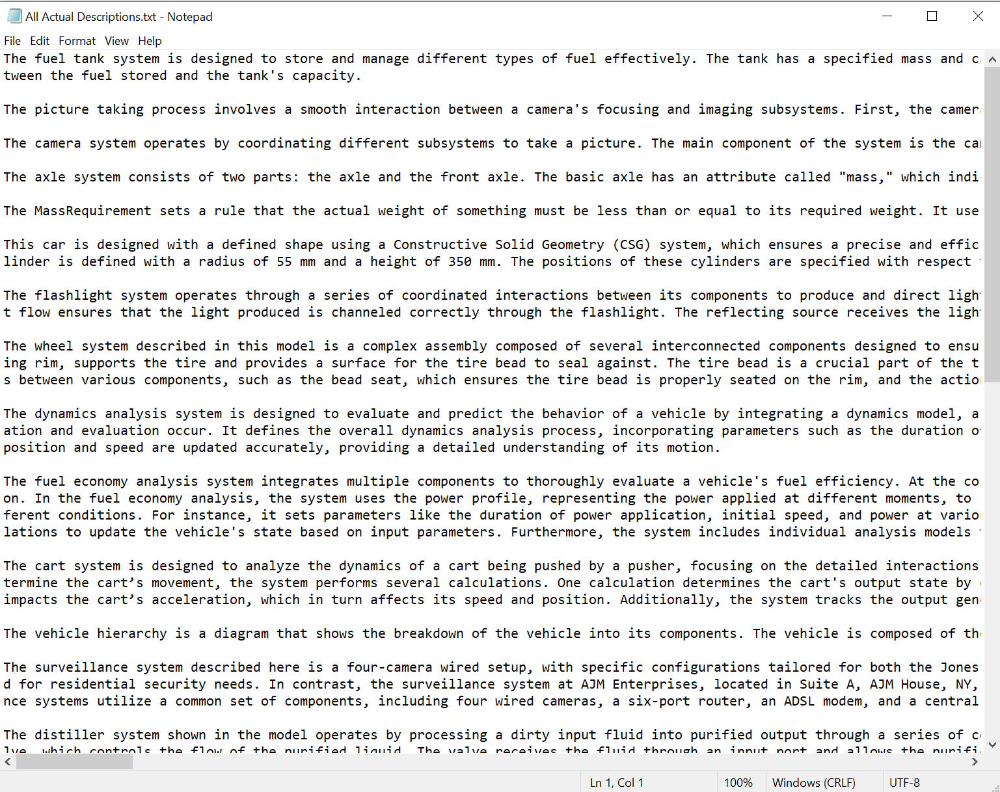 All Actual Descriptions.txt - Notepad
File Edit Format View Help
The fuel tank system is designed to store and manage different types of fuel effectively. The tank has a specified mass and
tween the fuel stored and the tank's capacity.
The picture taking process involves a smooth interaction between a camera's focusing and imaging subsystems. First, the
The camera system operates by coordinating different subsystems to take a picture. The main component of the system is the
The axle system consists of two parts: the axle and the front axle. The basic axle has an attribute called "mass," which
The MassRequirement sets a rule that the actual weight of something must be less than or equal to its required weight. It use
This car is designed with a defined shape using a Constructive Solid Geometry (CSG) system, which ensures a precise and
linder is defined with a radius of 55 mm and a height of 350 mm. The positions of these cylinders are specified with respect
The flashlight system operates through a series of coordinated interactions between its components to produce and direct
t flow ensures that the light produced is channeled correctly through the flashlight. The reflecting source receives the
The wheel system described in this model is a complex assembly composed of several interconnected components designed to ensu
ing rim, supports the tire and provides a surface for the tire bead to seal against. The tire bead is a crucial part of the
s between various components, such as the bead seat, which ensures the tire bead is properly seated on the rim, and the
The dynamics analysis system is designed to evaluate and predict the behavior of a vehicle by integrating a dynamics model, a
ation and evaluation occur. It defines the overall dynamics analysis process, incorporating parameters such as the duration
position and speed are updated accurately, providing a detailed understanding of its motion.
The fuel economy analysis system integrates multiple components to thoroughly evaluate a vehicle's fuel efficiency. At the co
on. In the fuel economy analysis, the system uses the power profile, representing the power applied at different moments, to
ferent conditions. For instance, it sets parameters like the duration of power application, initial speed, and power at
lations to update the vehicle's state based on input parameters. Furthermore, the system includes individual analysis models
The cart system is designed to analyze the dynamics of a cart being pushed by a pusher, focusing on the detailed interactions
termine the cart’s movement, the system performs several calculations. One calculation determines the cart's output state by
impacts the cart’s acceleration, which in turn affects its speed and position. Additionally, the system tracks the output
The vehicle hierarchy is a diagram that shows the breakdown of the vehicle into its components. The vehicle is composed of
The surveillance system described here is a four-camera wired setup, with specific configurations tailored for both the Jones
d for residential security needs. In contrast, the surveillance system at AJM Enterprises, located in Suite A, AJM House, NY,
nce systems utilize a common set of components, including four wired cameras, a six-port router, an ADSL modem, and a central
The distiller system shown in the model operates by processing a dirty input fluid into purified output through a series of
lve, which controls the flow of the purified liquid. The valve receives the fluid through an input port and allows the
Ln 1, Col 1 100% Windows (CRLF) UTF-8